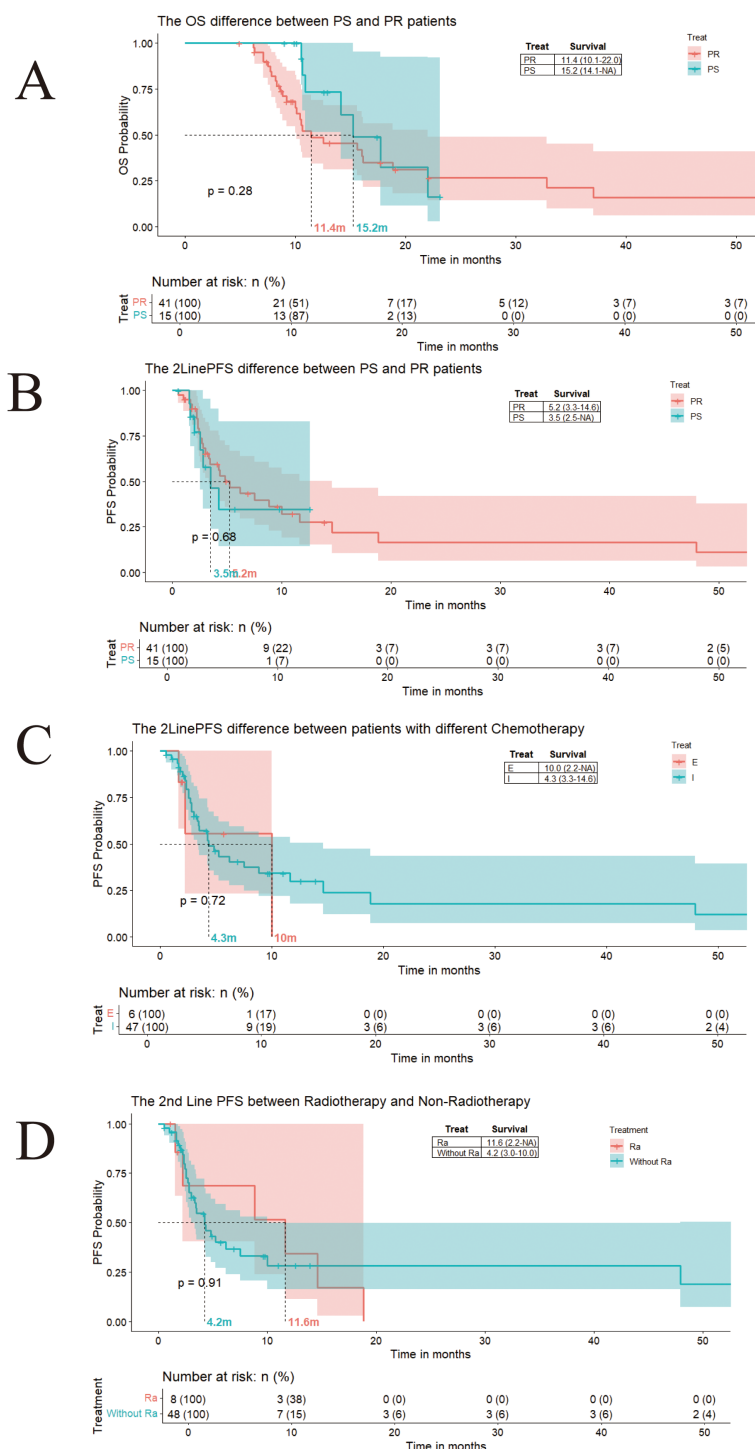 A
The OS difference between PS and PR patients
Treat Survival
PR 11.4 (10.1-22.0)
PS 15.2 (14.1-NA)
Treat
PR
PS
OS Probability
1.00
0.75
0.50
0.25
0.00
p = 0.28
11.4m 15.2m
0 10 20 30 40 50
Time in months
Number at risk: n (%)
Treat
PR 41 (100) 21 (51) 7 (17) 5 (12) 3 (7) 3 (7)
PS 15 (100) 13 (87) 2 (13) 0 (0) 0 (0) 0 (0)
0 10 20 30 40 50
Time in months
B
The 2LinePFS difference between PS and PR patients
Treat Survival
PR 5.2 (3.3-14.6)
PS 3.5 (2.5-NA)
Treat
PR
PS
PFS Probability
1.00
0.75
0.50
0.25
0.00
p = 0.68
3.5m 5.2m
0 10 20 30 40 50
Time in months
Number at risk: n (%)
Treat
PR 41 (100) 9 (22) 3 (7) 3 (7) 3 (7) 2 (5)
PS 15 (100) 1 (7) 0 (0) 0 (0) 0 (0) 0 (0)
0 10 20 30 40 50
Time in months
C
The 2LinePFS difference between patients with different Chemotherapy
Treat Survival
E 10.0 (2.2-NA)
I 4.3 (3.3-14.6)
Treat
E
I
PFS Probability
1.00
0.75
0.50
0.25
0.00
p = 0.72
4.3m 10m
0 10 20 30 40 50
Time in months
Number at risk: n (%)
Treat
E 6 (100) 1 (17) 0 (0) 0 (0) 0 (0) 0 (0)
I 47 (100) 9 (19) 3 (6) 3 (6) 3 (6) 2 (4)
0 10 20 30 40 50
Time in months
D
The 2nd Line PFS between Radiotherapy and Non-Radiotherapy
Treat Survival
Ra 11.6 (2.2-NA)
Without Ra 4.2 (3.0-10.0)
Treatment
Ra
Without Ra
PFS Probability
1.00
0.75
0.50
0.25
0.00
p = 0.91
4.2m 11.6m
0 10 20 30 40 50
Time in months
Number at risk: n (%)
Treatment
Ra 8 (100) 3 (38) 0 (0) 0 (0) 0 (0) 0 (0)
Without Ra 48 (100) 7 (15) 3 (6) 3 (6) 3 (6) 2 (4)
0 10 20 30 40 50
Time in months